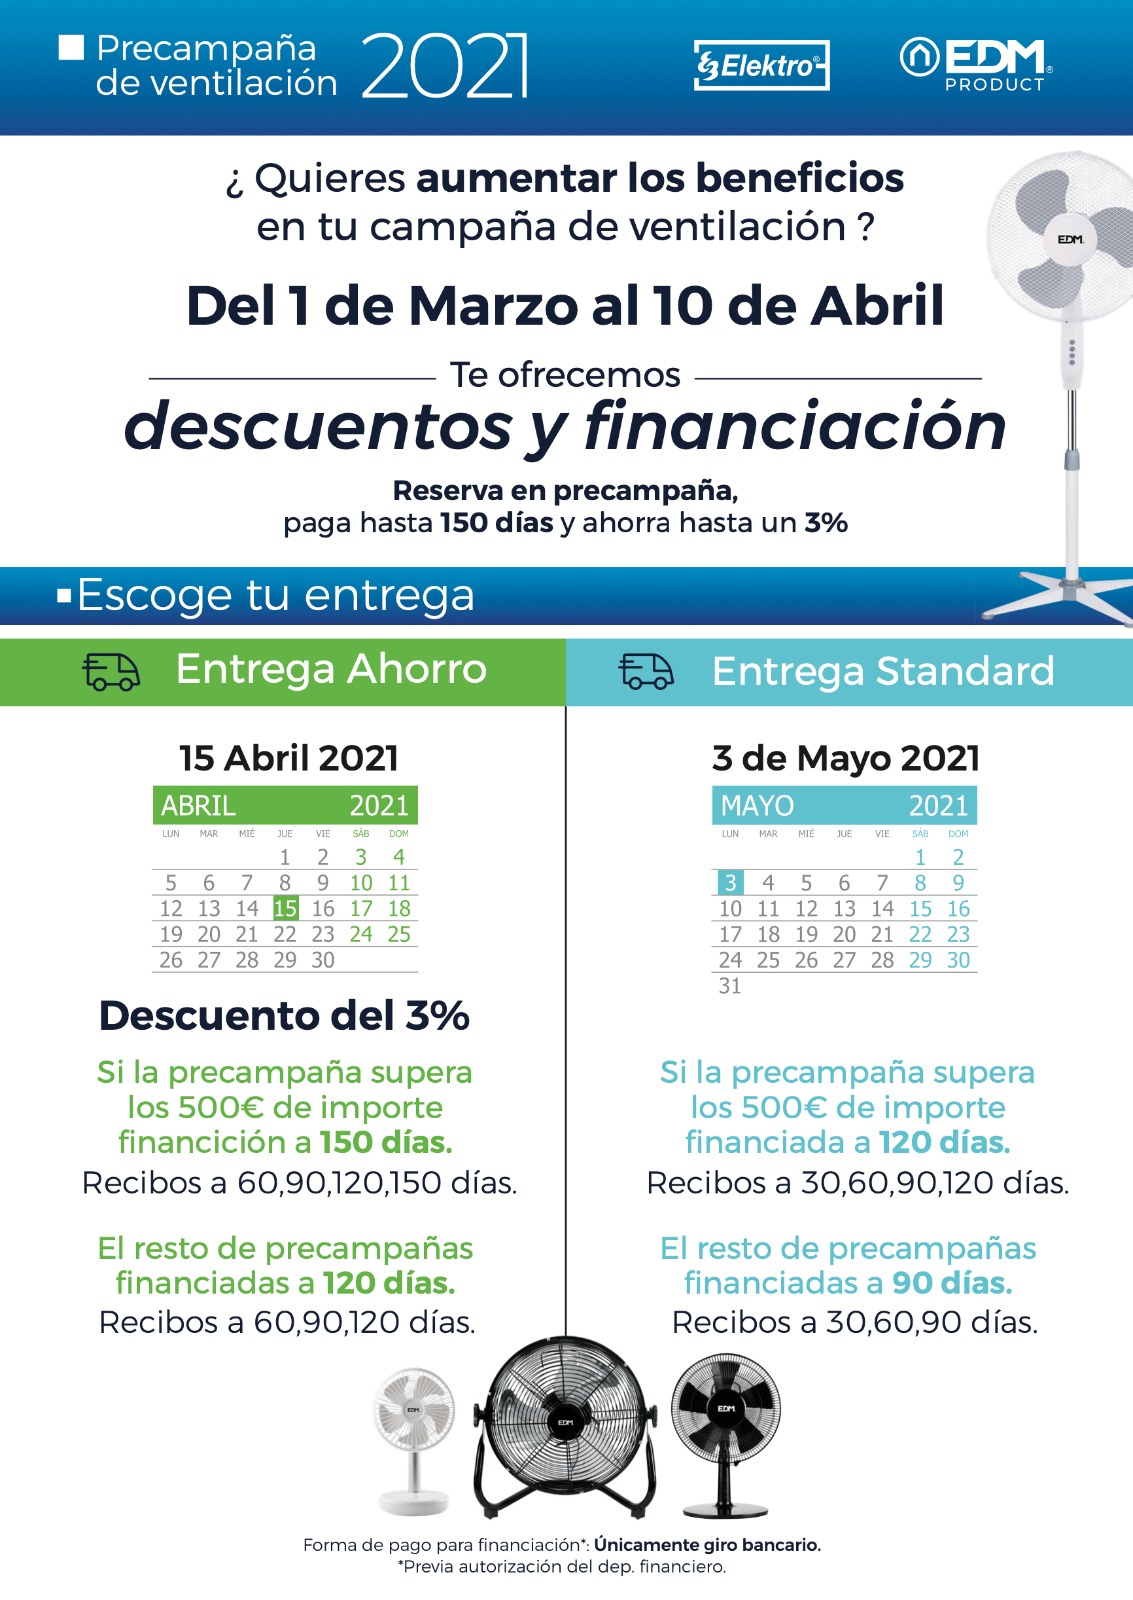 Precampaña
de ventilación
2021
Elektro®
EDM®
PRODUCT
¿ Quieres aumentar los beneficios
en tu campaña de ventilación ?
EDM
Del 1 de Marzo al 10 de Abril
Te ofrecemos
descuentos y financiación
Reserva en precampaña,
paga hasta 150 días y ahorra hasta un 3%
Escoge tu entrega
Entrega Ahorro
15 Abril 2021
ABRIL 2021
LUN MAR MIÉ JUE VIE SÁB DOM
1 2 3 4
5 6 7 8 9 10 11
12 13 14 15 16 17 18
19 20 21 22 23 24 25
26 27 28 29 30
Descuento del 3%
Si la precampaña supera
los 500€ de importe
financición a 150 días.
Recibos a 60,90,120,150 días.
El resto de precampañas
financiadas a 120 días.
Recibos a 60,90,120 días.
Entrega Standard
3 de Mayo 2021
MAYO 2021
LUN MAR MIÉ JUE VIE SÁB DOM
1 2
3 4 5 6 7 8 9
10 11 12 13 14 15 16
17 18 19 20 21 22 23
24 25 26 27 28 29 30
31
Si la precampaña supera
los 500€ de importe
financiada a 120 días.
Recibos a 30,60,90,120 días.
El resto de precampañas
financiadas a 90 días.
Recibos a 30,60,90 días.
EDM
EDM
EDM
Forma de pago para financiación*: Únicamente giro bancario.
*Previa autorización del dep. financiero.